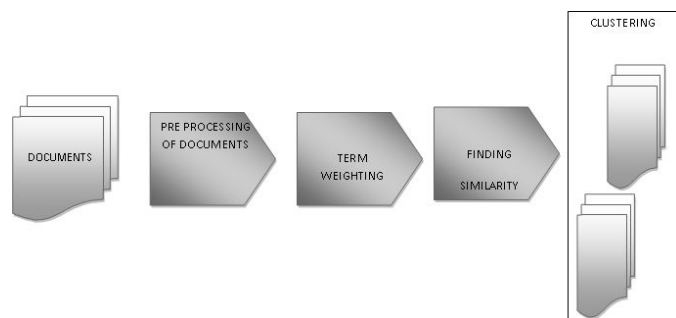 CLUSTERING
DOCUMENTS
PRE PROCESSING
OF DOCUMENTS
TERM
WEIGHTING
FINDING
SIMILARITY